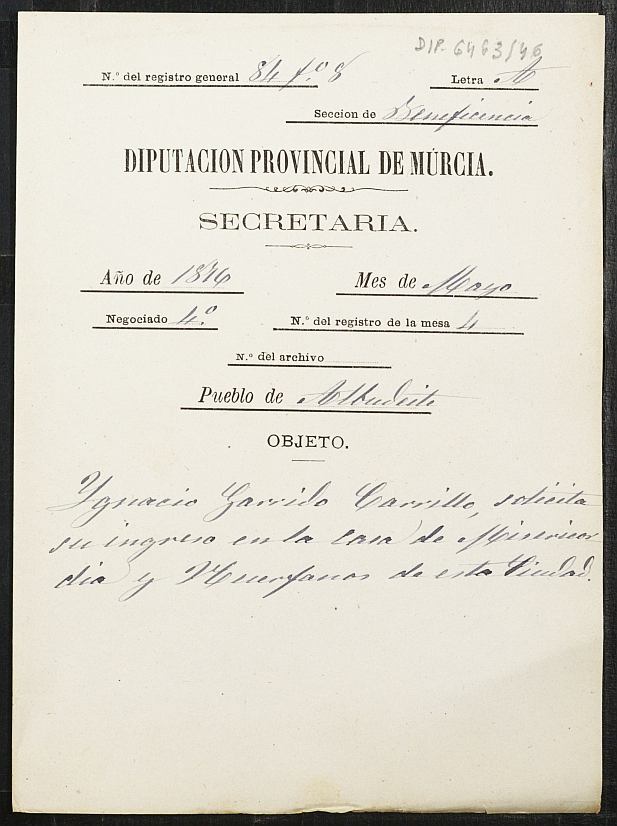 DIP. 6463/46
N.º del registro general 84 fº 8
Letra A
Seccion de Beneficencia
DIPUTACION PROVINCIAL DE MÚRCIA.
SECRETARIA.
Año de 1876
Mes de Mayo
Negociado 4.º
N.º del registro de la mesa 4
N.º del archivo
Pueblo de Albudeite
OBJETO.
Ygnacio Garrido Carrillo, solicita
su ingreso en la Casa de Misericor
dia y Huerfanos de esta Ciudad.